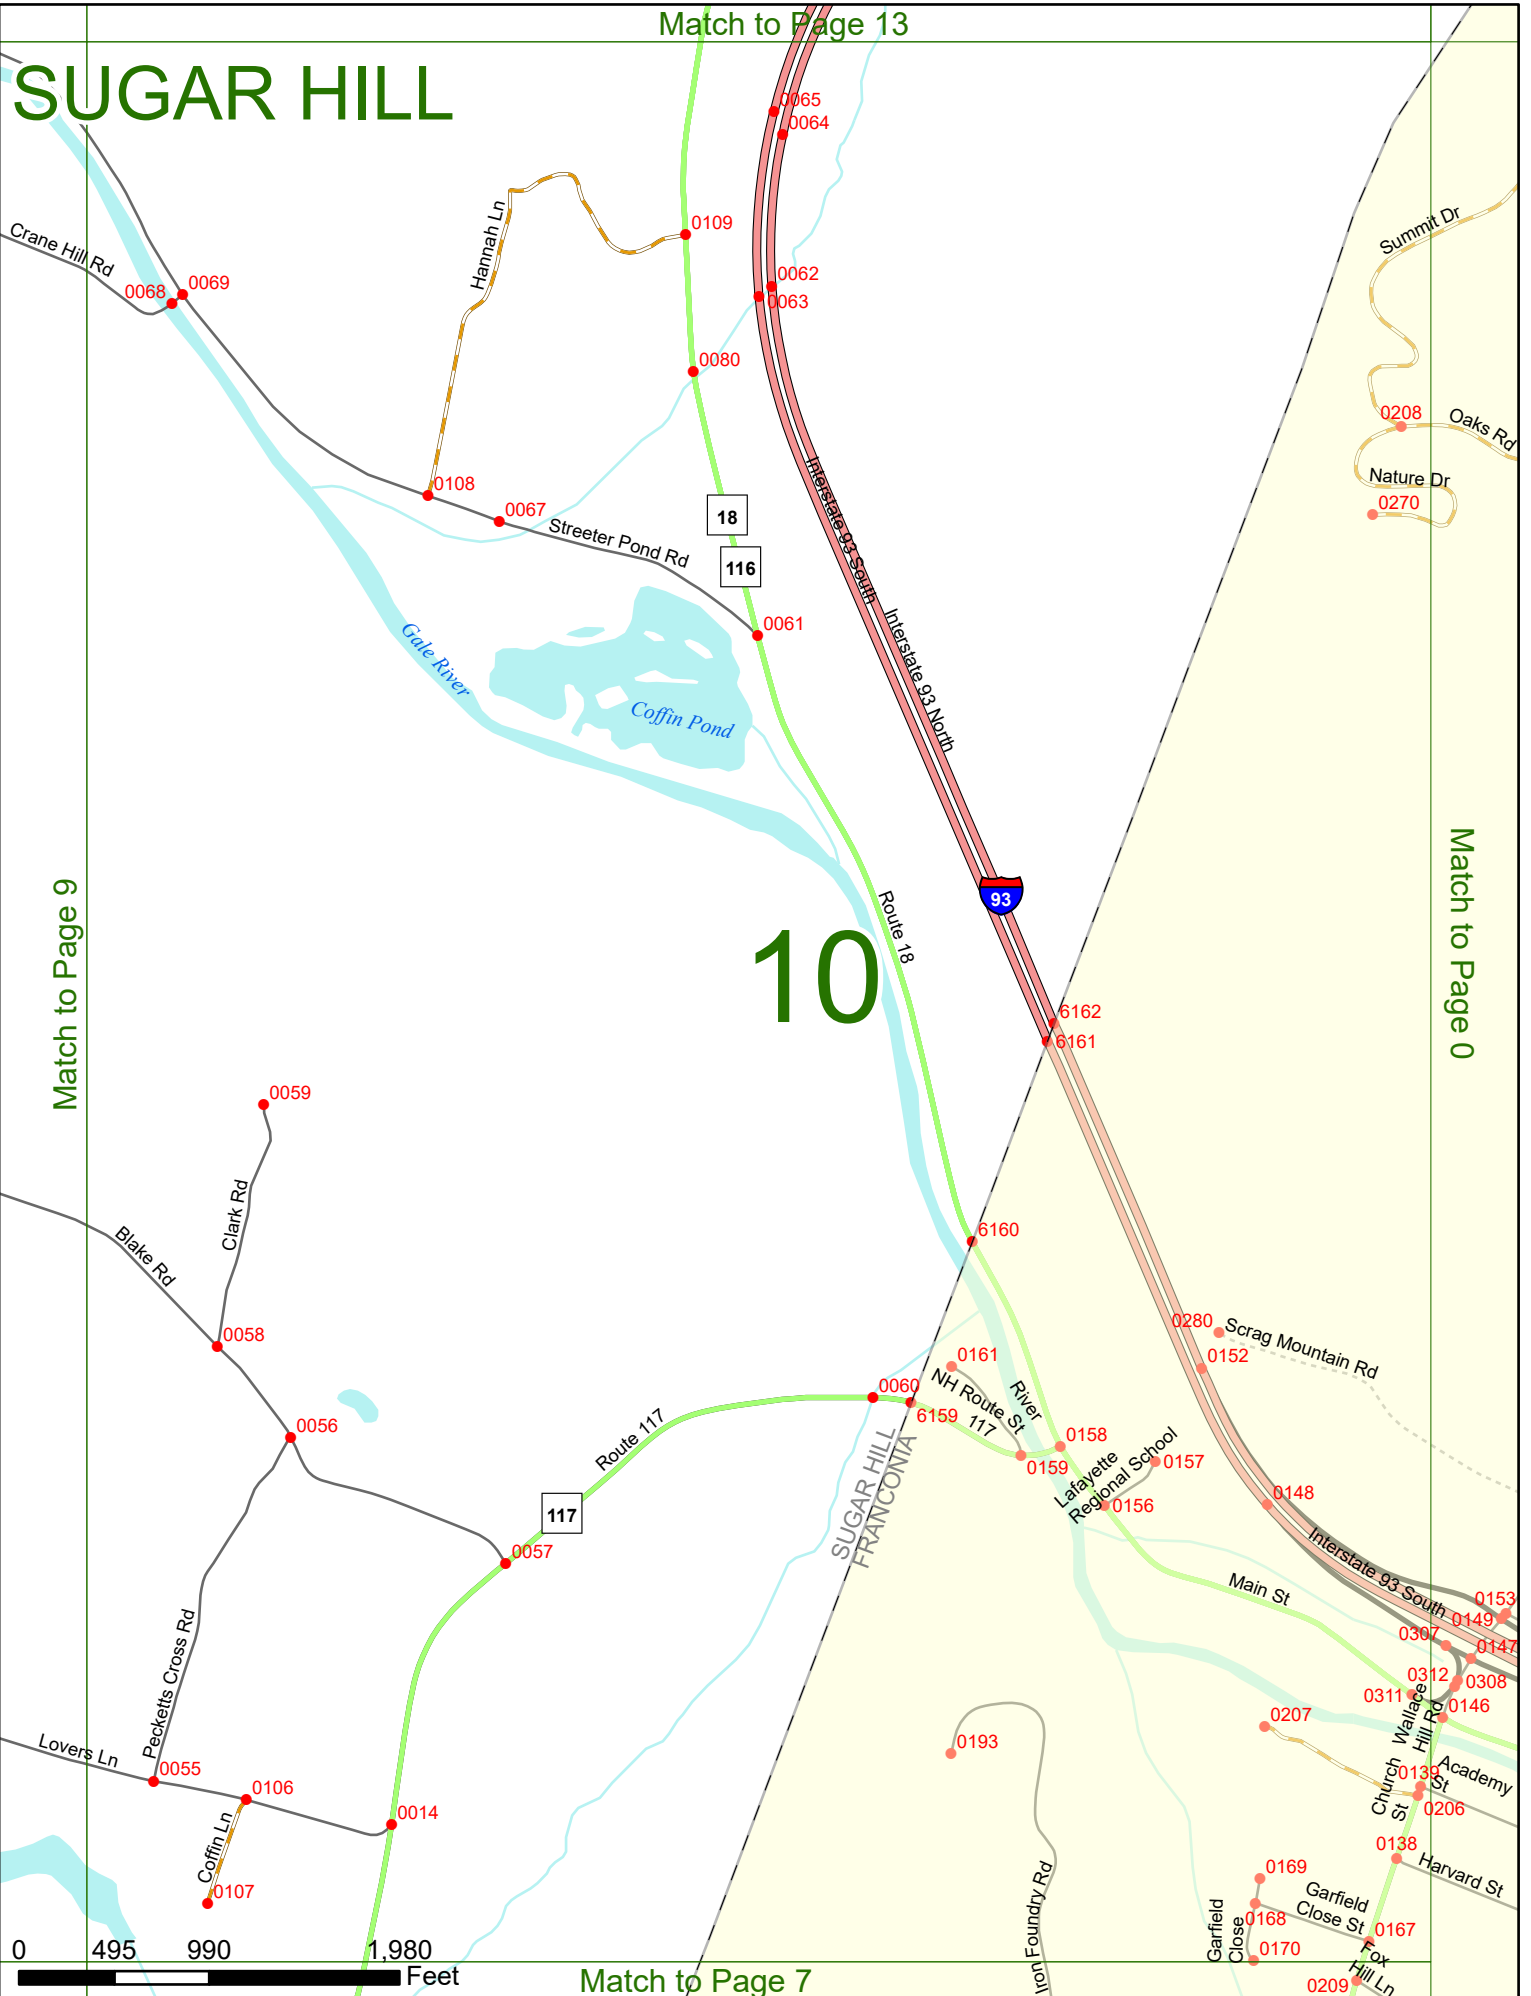 Match to Page 13
SUGAR HILL
0065
0064
Summit Dr
Hannah Ln
0109
Crane Hill Rd
0068
0069
0062
0063
0080
0208
Oaks Rd
Nature Dr
0270
0108
0067
Streeter Pond Rd
18
116
Interstate 93 South
0061
Gale River
Coffin Pond
Interstate 93 North
93
Route 18
10
Match to Page 9
Match to Page 0
6162
6161
0059
Clark Rd
Blake Rd
6160
0058
0280
Scrag Mountain Rd
0152
0161
NH Route
117
St
River
0060
6159
0056
Route 117
0158
0159
Lafayette
Regional School
0157
0156
SUGAR HILL
FRANCONIA
117
0057
0148
Interstate 93 South
Main St
0153
0149
0147
0307
0312
0308
0311
0146
Wallace
Hill Rd
0207
0193
Pecketts Cross Rd
Lovers Ln
0055
0106
0014
Coffin Ln
0107
Church
St
0139
Academy
St
0206
0138
Harvard St
0169
Garfield
Close St
0168
0167
Garfield
Close
0170
Fox
Hill Ln
0209
Iron Foundry Rd
0 495 990 1,980
Feet
Match to Page 7